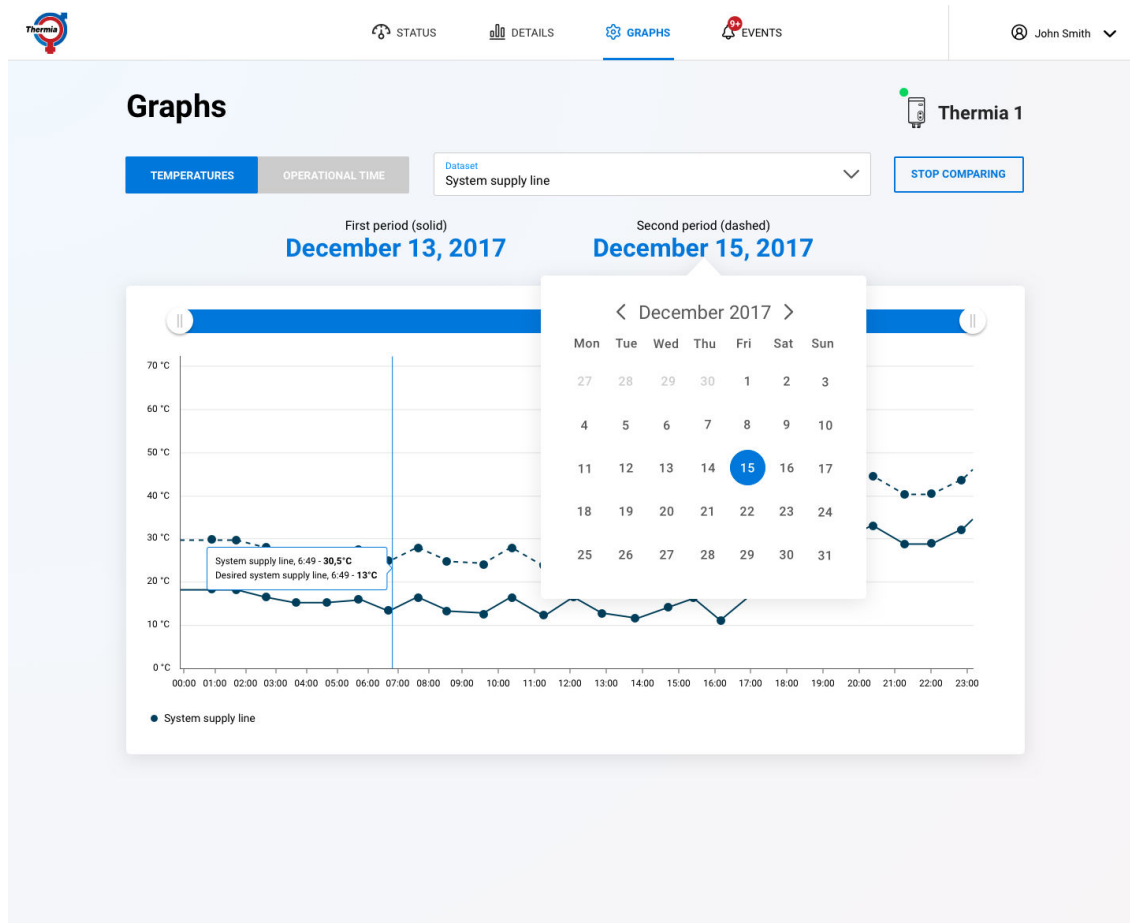 Thermia
STATUS
DETAILS
GRAPHS
9+
EVENTS
John Smith
Graphs
Thermia 1
TEMPERATURES
OPERATIONAL TIME
Dataset
System supply line
STOP COMPARING
First period (solid)
December 13, 2017
Second period (dashed)
December 15, 2017
December 2017
Mon Tue Wed Thu Fri Sat Sun
27 28 29 30 1 2 3
4 5 6 7 8 9 10
11 12 13 14 15 16 17
18 19 20 21 22 23 24
25 26 27 28 29 30 31
70 °C
60 °C
50 °C
40 °C
30 °C
20 °C
10 °C
0 °C
System supply line, 6:49 - 30,5°C
Desired system supply line, 6:49 - 13°C
00:00 01:00 02:00 03:00 04:00 05:00 06:00 07:00 08:00 09:00 10:00 11:00 12:00 13:00 14:00 15:00 16:00 17:00 18:00 19:00 20:00 21:00 22:00 23:00
System supply line